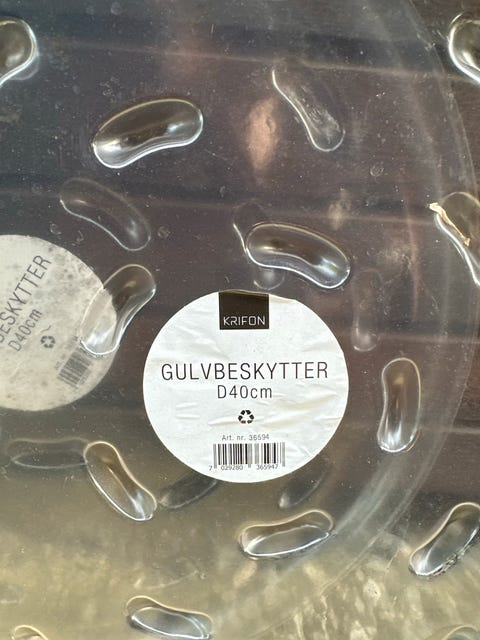 KRIFON
GULVBESKYTTER
D40cm
Art. nr. 36594
7 029280 365947
BESKYTTER
D40cm